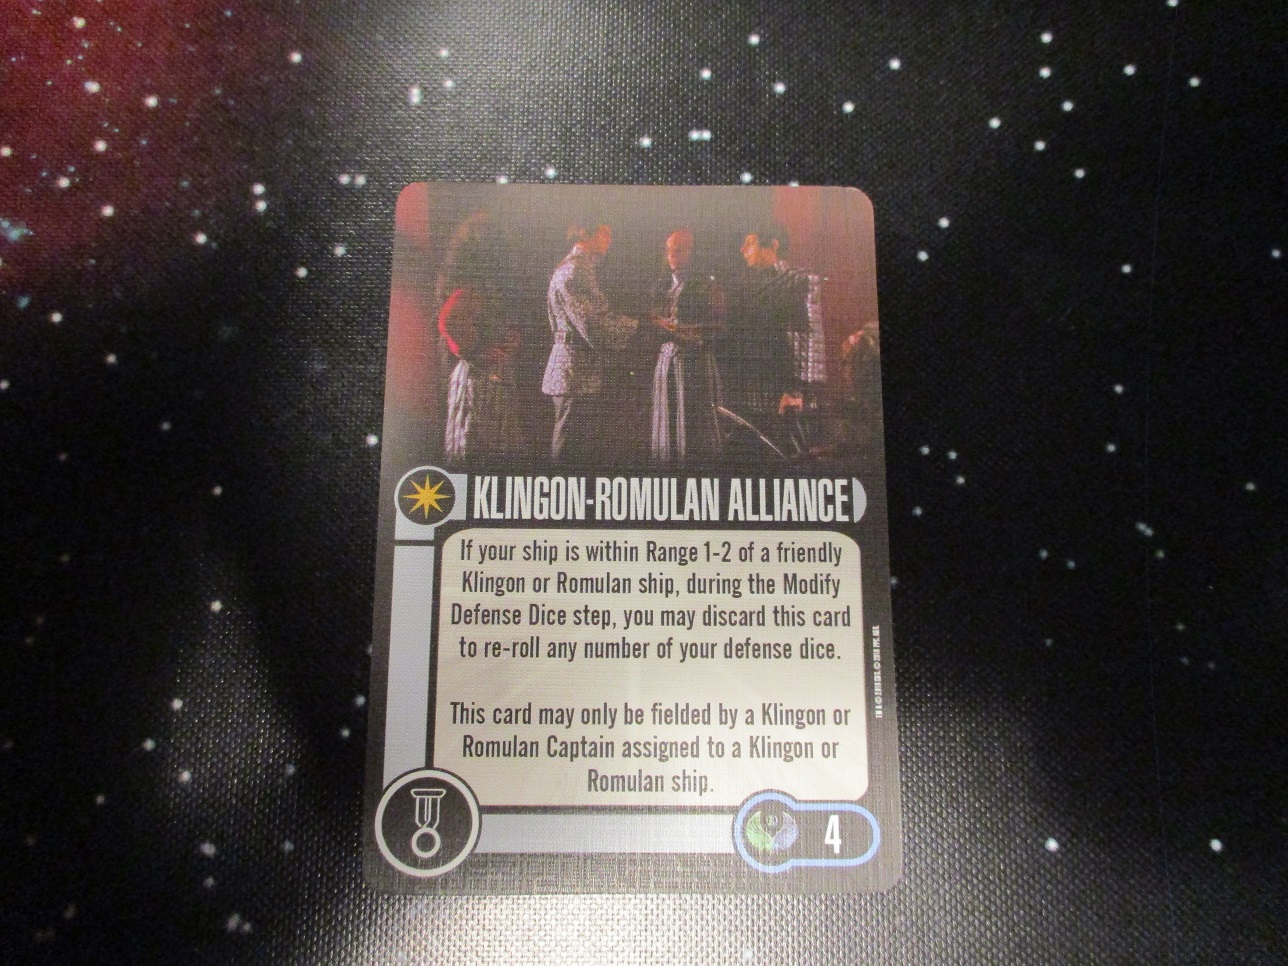 KLINGON-ROMULAN ALLIANCE
If your ship is within Range 1-2 of a friendly
Klingon or Romulan ship, during the Modify
Defense Dice step, you may discard this card
to re-roll any number of your defense dice.
This card may only be fielded by a Klingon or
Romulan Captain assigned to a Klingon or
Romulan ship.
4